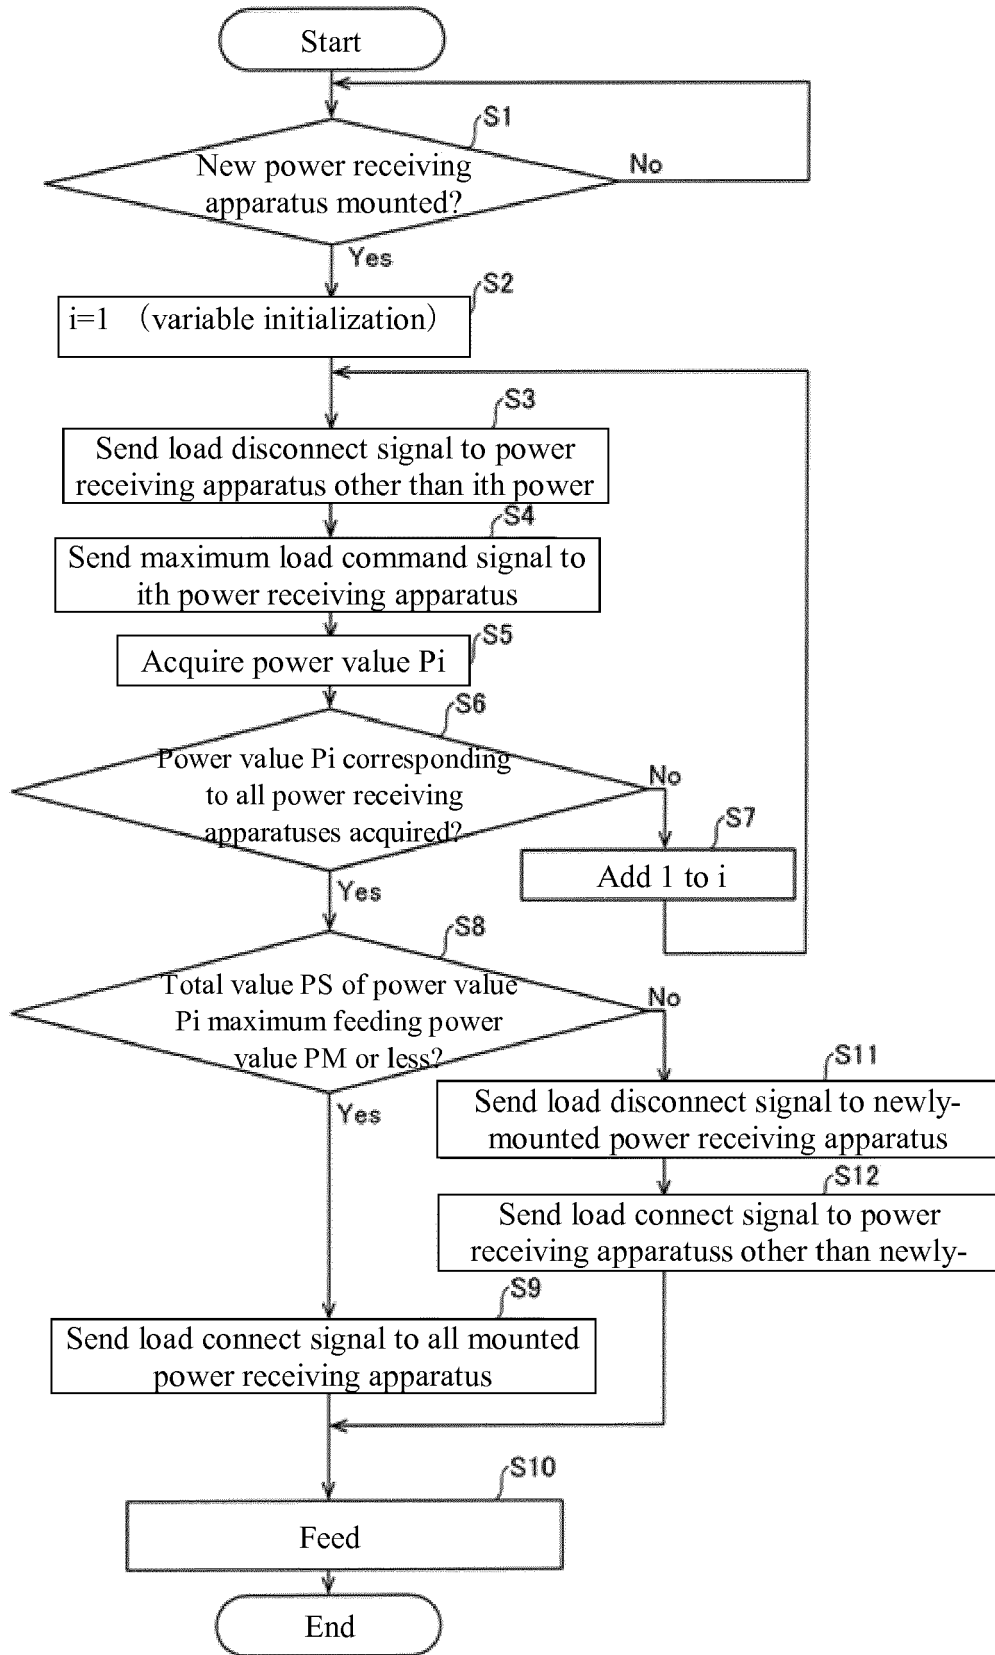 Start
S1
New power receiving
apparatus mounted?
No
Yes
S2
i=1 （variable initialization）
S3
Send load disconnect signal to power
receiving apparatus other than ith power
S4
Send maximum load command signal to
ith power receiving apparatus
S5
Acquire power value Pi
S6
Power value Pi corresponding
to all power receiving
apparatuses acquired?
No
S7
Add 1 to i
Yes
S8
Total value PS of power value
Pi maximum feeding power
value PM or less?
No
Yes
S11
Send load disconnect signal to newly-
mounted power receiving apparatus
S12
Send load connect signal to power
receiving apparatuss other than newly-
S9
Send load connect signal to all mounted
power receiving apparatus
S10
Feed
End